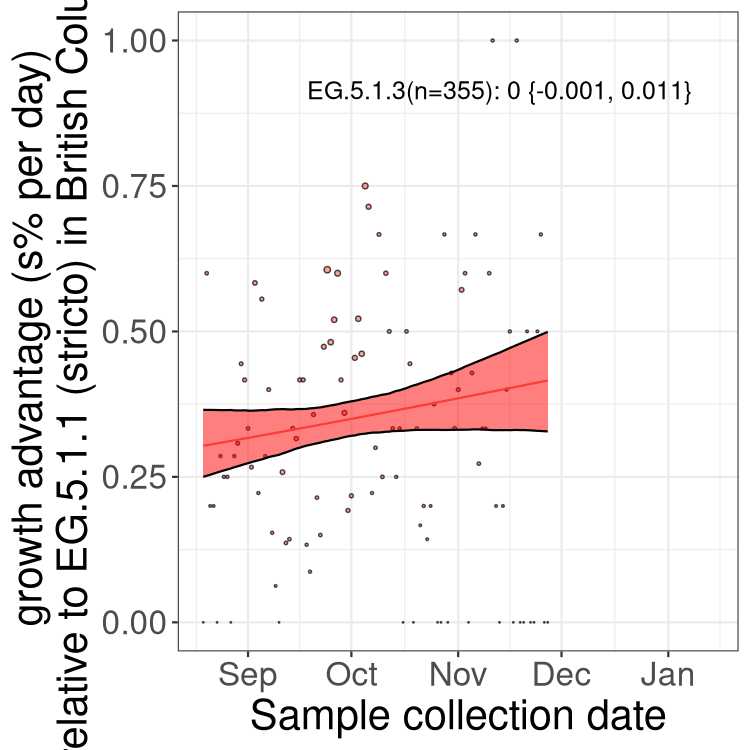 growth advantage (s% per day)
relative to EG.5.1.1 (stricto) in British
1.00
0.75
0.50
0.25
0.00
EG.5.1.3(n=355): 0 {-0.001, 0.011}
Sep Oct Nov Dec Jan
Sample collection date